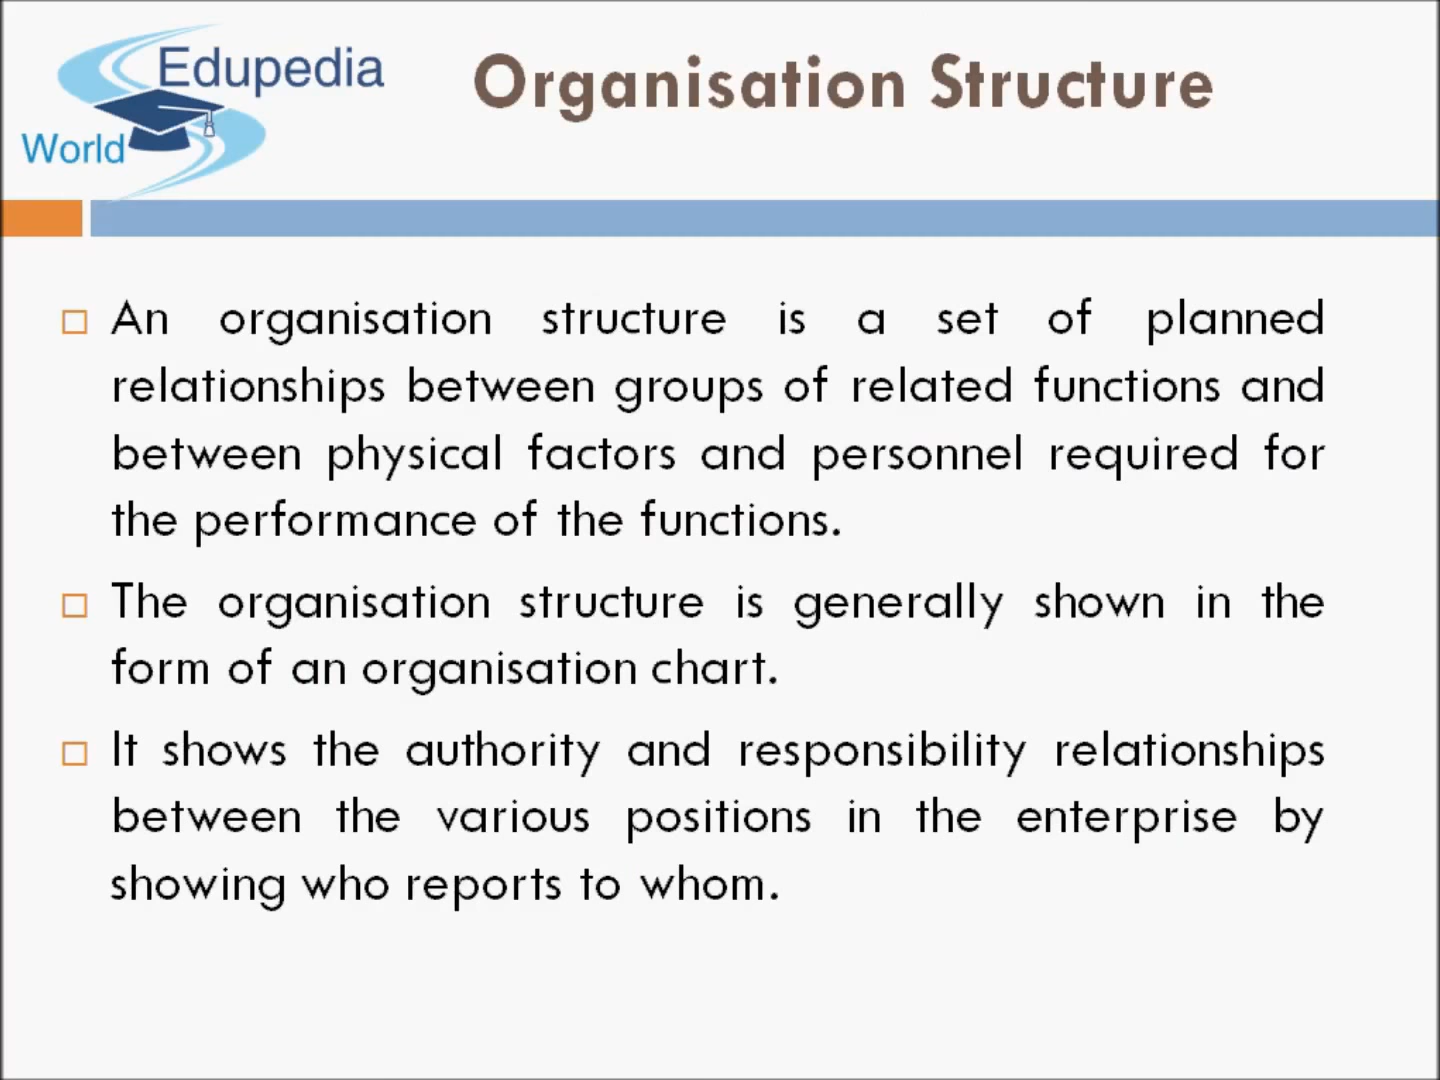 Edupedia
World
Organisation Structure
An organisation structure is a set of planned
relationships between groups of related functions and
between physical factors and personnel required for
the performance of the functions.
The organisation structure is generally shown in the
form of an organisation chart.
It shows the authority and responsibility relationships
between the various positions in the enterprise by
showing who reports to whom.